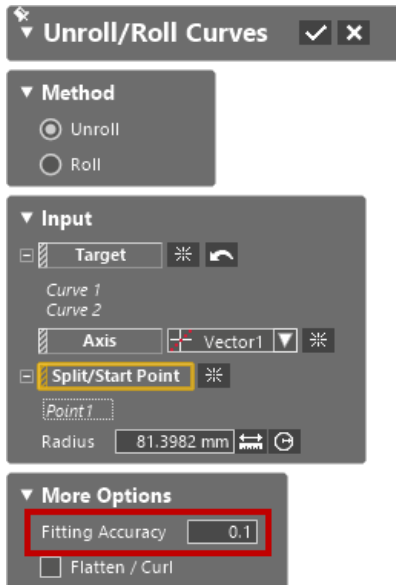 Unroll/Roll Curves
Method
Unroll
Roll
Input
Target
Curve 1
Curve 2
Axis Vector1
Split/Start Point
Point1
Radius 81.3982 mm
More Options
Fitting Accuracy 0.1
Flatten / Curl